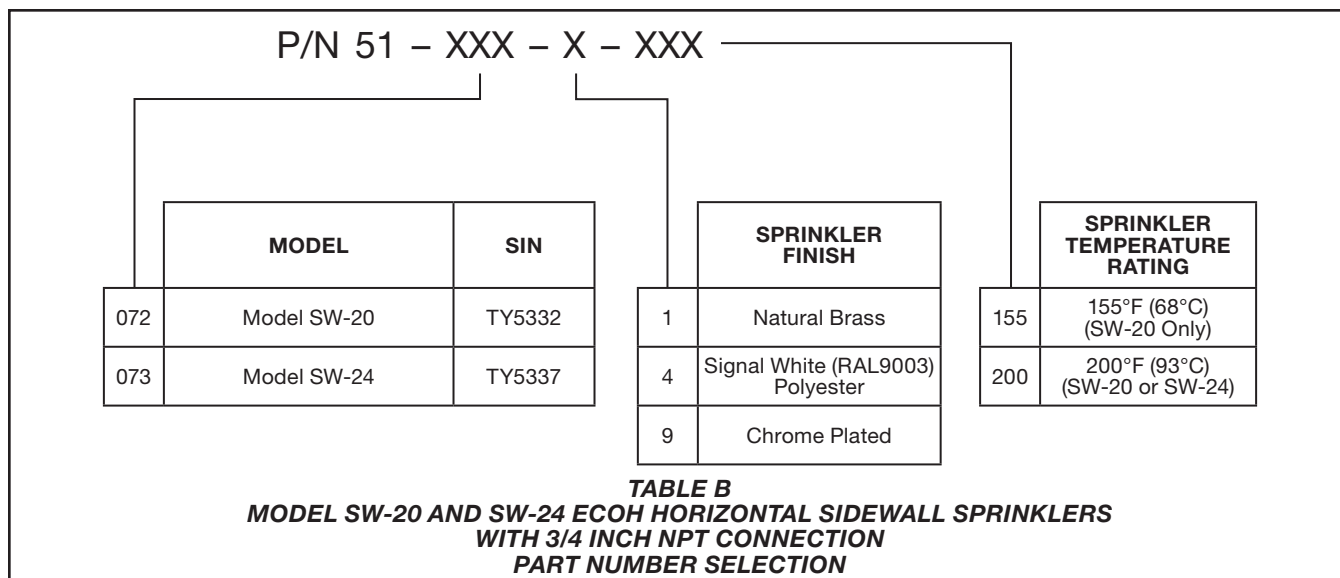 P/N 51 – XXX – X – XXX
MODEL SIN
072 Model SW-20 TY5332
073 Model SW-24 TY5337
SPRINKLER
FINISH
1 Natural Brass
4 Signal White (RAL9003)
Polyester
9 Chrome Plated
SPRINKLER
TEMPERATURE
RATING
155 155°F (68°C)
(SW-20 Only)
200 200°F (93°C)
(SW-20 or SW-24)
TABLE B
MODEL SW-20 AND SW-24 ECOH HORIZONTAL SIDEWALL SPRINKLERS
WITH 3/4 INCH NPT CONNECTION
PART NUMBER SELECTION